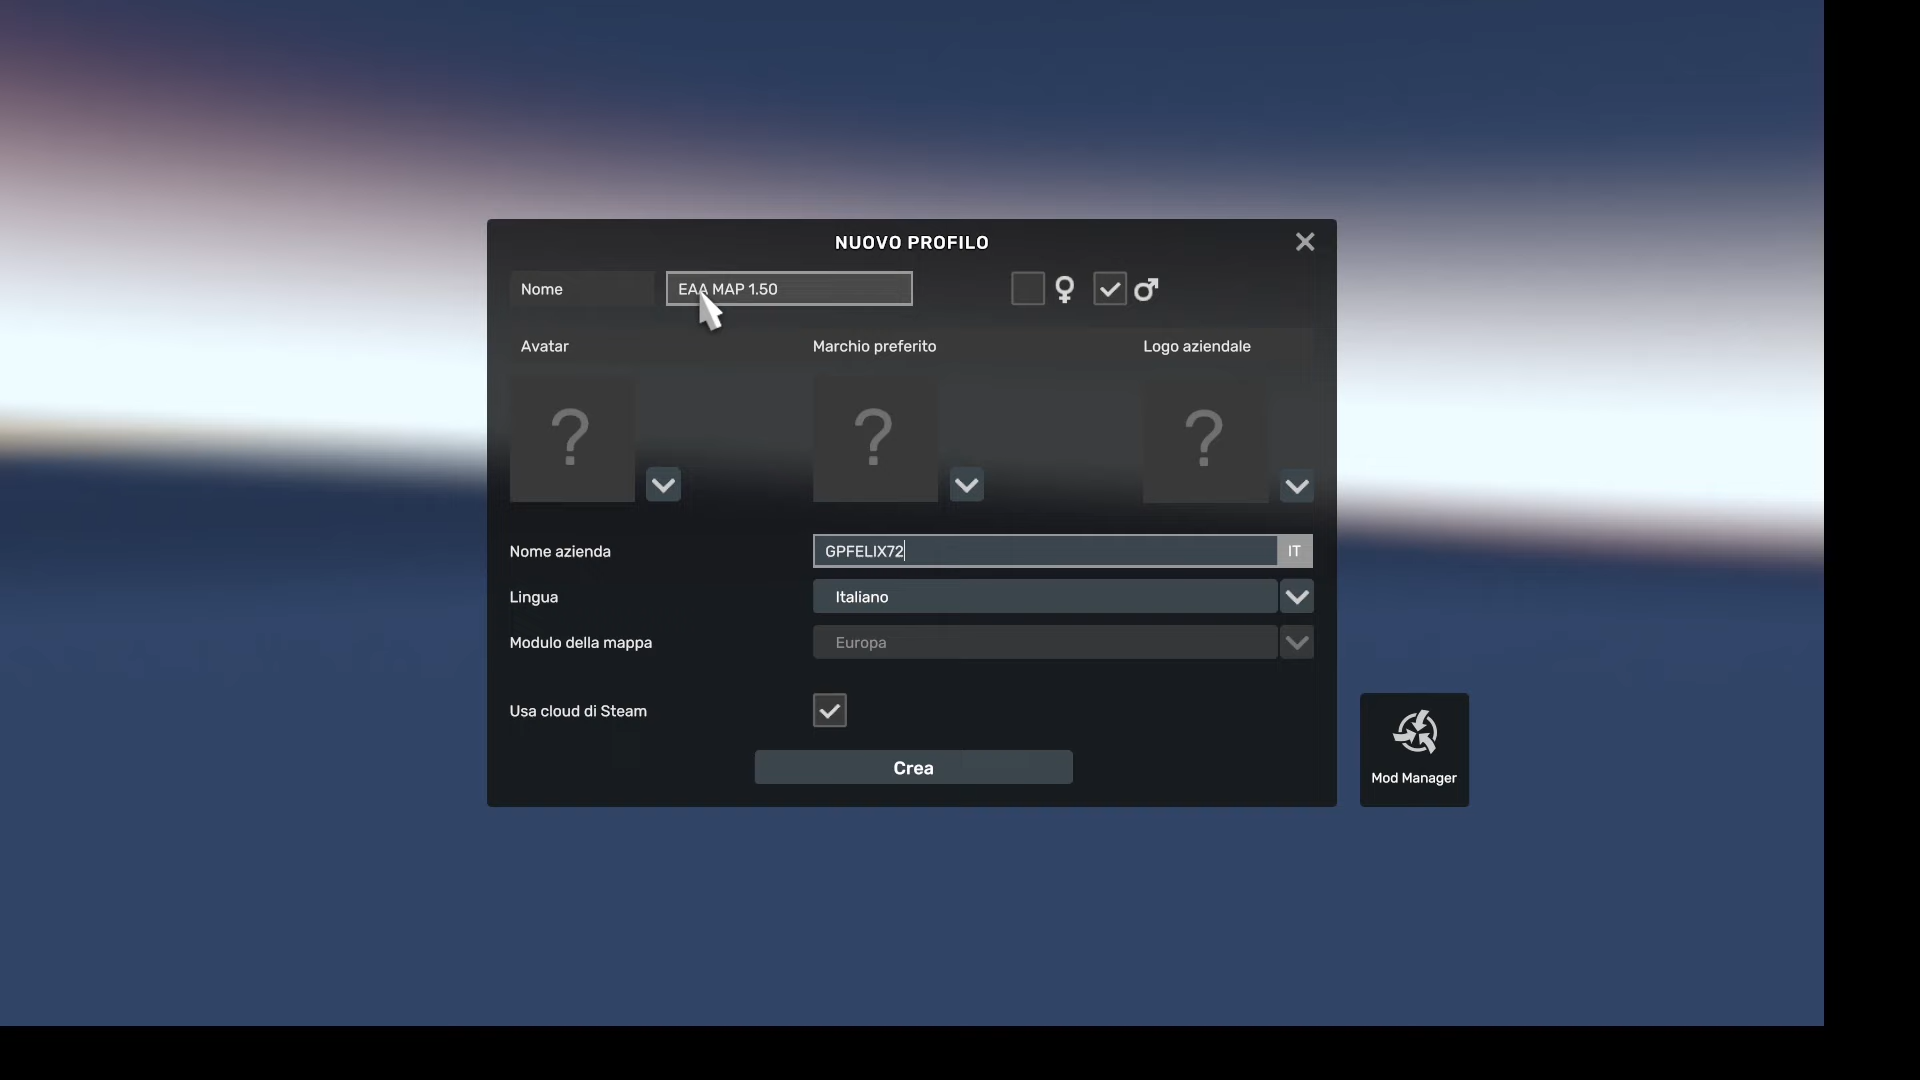 NUOVO PROFILO
Nome
EAA MAP 1.50
Avatar
Marchio preferito
Logo aziendale
?
?
?
Nome azienda
GPFELIX72
IT
Lingua
Italiano
Modulo della mappa
Europa
Usa cloud di Steam
Crea
Mod Manager